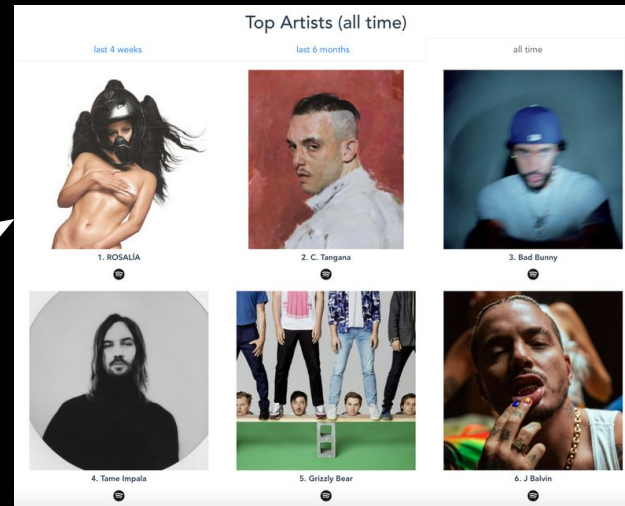 Top Artists (all time)
last 4 weeks
last 6 months
all time
1. ROSALÍA
2. C. Tangana
3. Bad Bunny
4. Tame Impala
5. Grizzly Bear
6. J Balvin